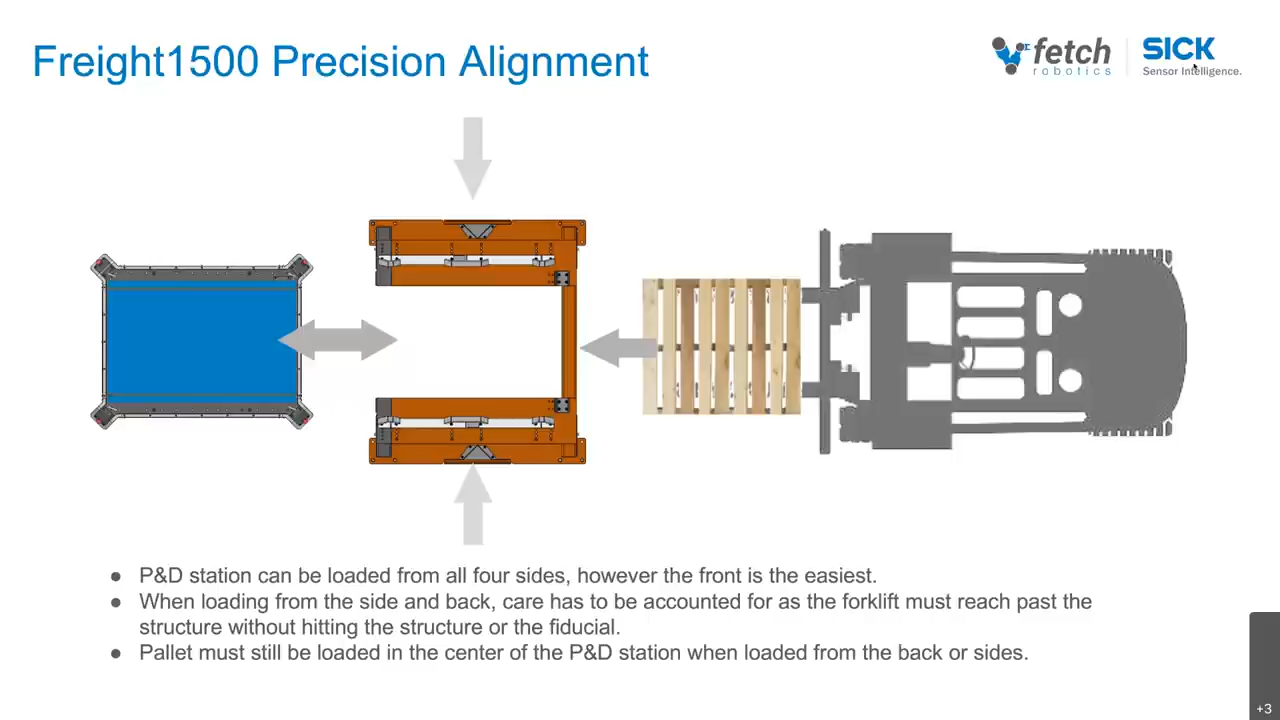 Freight1500 Precision Alignment
fetch
robotics
SICK
Sensor Intelligence.
● P&D station can be loaded from all four sides, however the front is the easiest.
● When loading from the side and back, care has to be accounted for as the forklift must reach past the
structure without hitting the structure or the fiducial.
● Pallet must still be loaded in the center of the P&D station when loaded from the back or sides.
+3